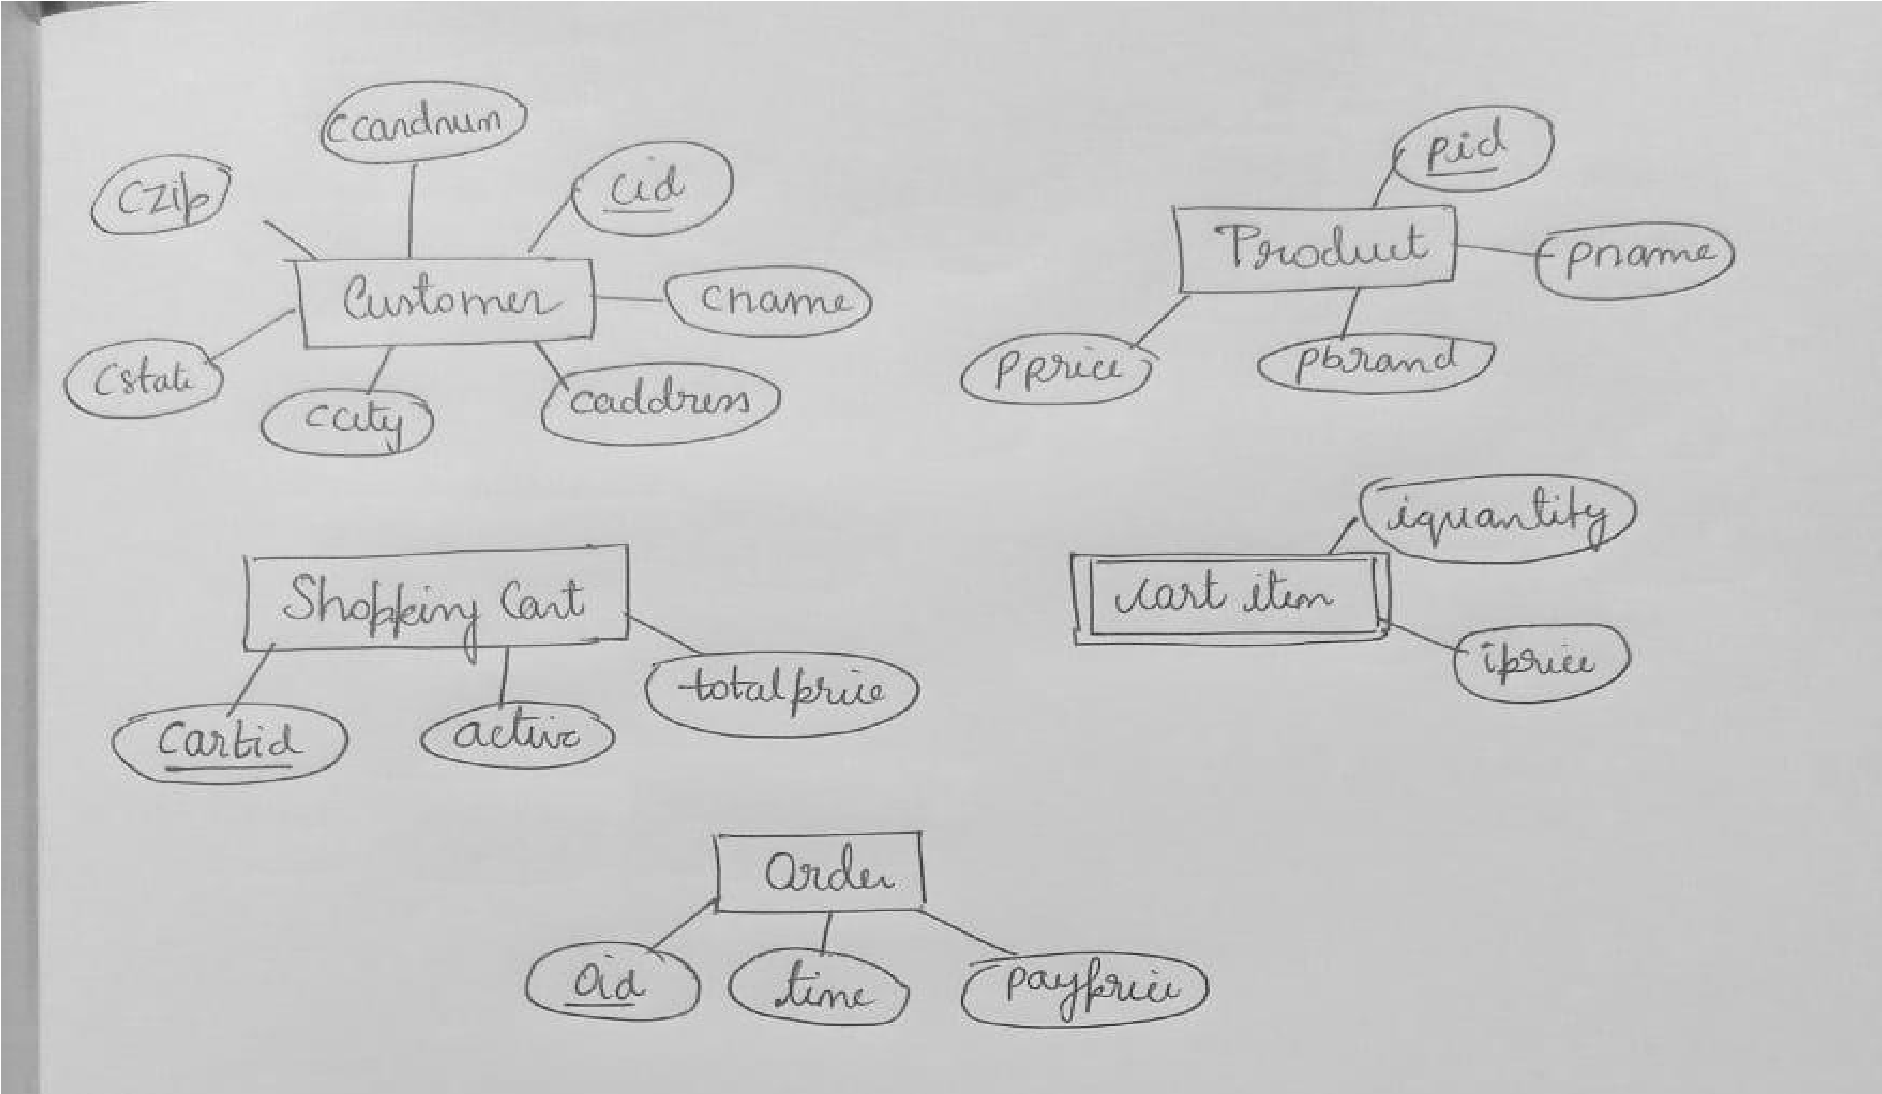 ccardnum
czip
cid
Customer
cname
cstate
ccity
caddress
pid
Product
pname
pprice
pbrand
Shopping Cart
cartid
active
totalprice
iquantity
cart item
iprice
Order
oid
time
payprice